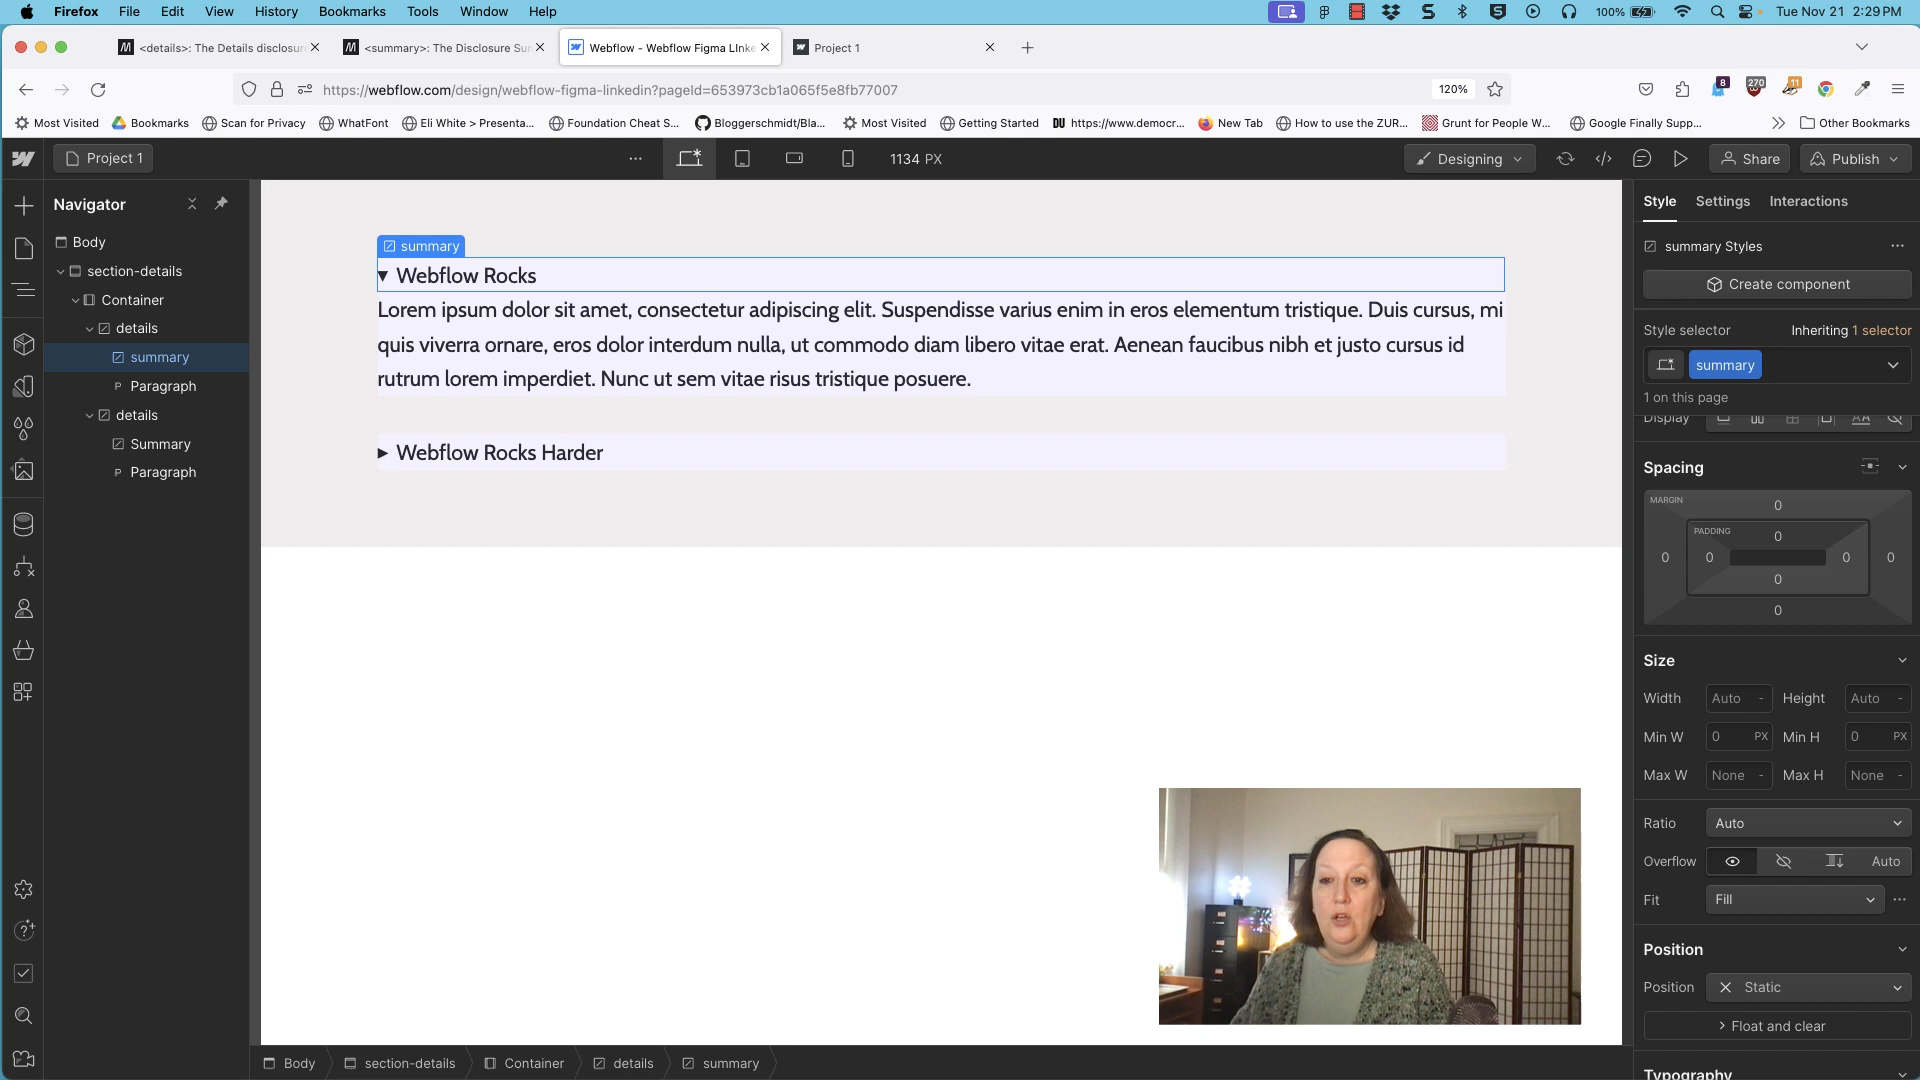 Firefox File Edit View History Bookmarks Tools Window Help 100% Tue Nov 21 2:29 PM
<details>: The Details disclosure <summary>: The Disclosure Sum Webflow - Webflow Figma LInke Project 1
https://webflow.com/design/webflow-figma-linkedin?pageId=653973cb1a065f5e8fb77007 120% 8 270 11
Most Visited Bookmarks Scan for Privacy WhatFont Eli White > Presenta... Foundation Cheat S... Bloggerschmidt/Bla... Most Visited Getting Started DU https://www.democr... New Tab How to use the ZUR... Grunt for People W... Google Finally Supp... Other Bookmarks
Project 1 1134 PX Designing Share Publish
Navigator
Body
section-details
Container
details
summary
Paragraph
details
Summary
Paragraph
summary
Webflow Rocks
Lorem ipsum dolor sit amet, consectetur adipiscing elit. Suspendisse varius enim in eros elementum tristique. Duis cursus, mi
quis viverra ornare, eros dolor interdum nulla, ut commodo diam libero vitae erat. Aenean faucibus nibh et justo cursus id
rutrum lorem imperdiet. Nunc ut sem vitae risus tristique posuere.
Webflow Rocks Harder
Style Settings Interactions
summary Styles
Create component
Style selector Inheriting 1 selector
summary
1 on this page
Display
Spacing
MARGIN
0
PADDING
0
0 0 0 0
0
0
Size
Width Auto - Height Auto -
Min W 0 PX Min H 0 PX
Max W None - Max H None -
Ratio Auto
Overflow Auto
Fit Fill
Position
Position Static
Float and clear
Typography
Body section-details Container details summary